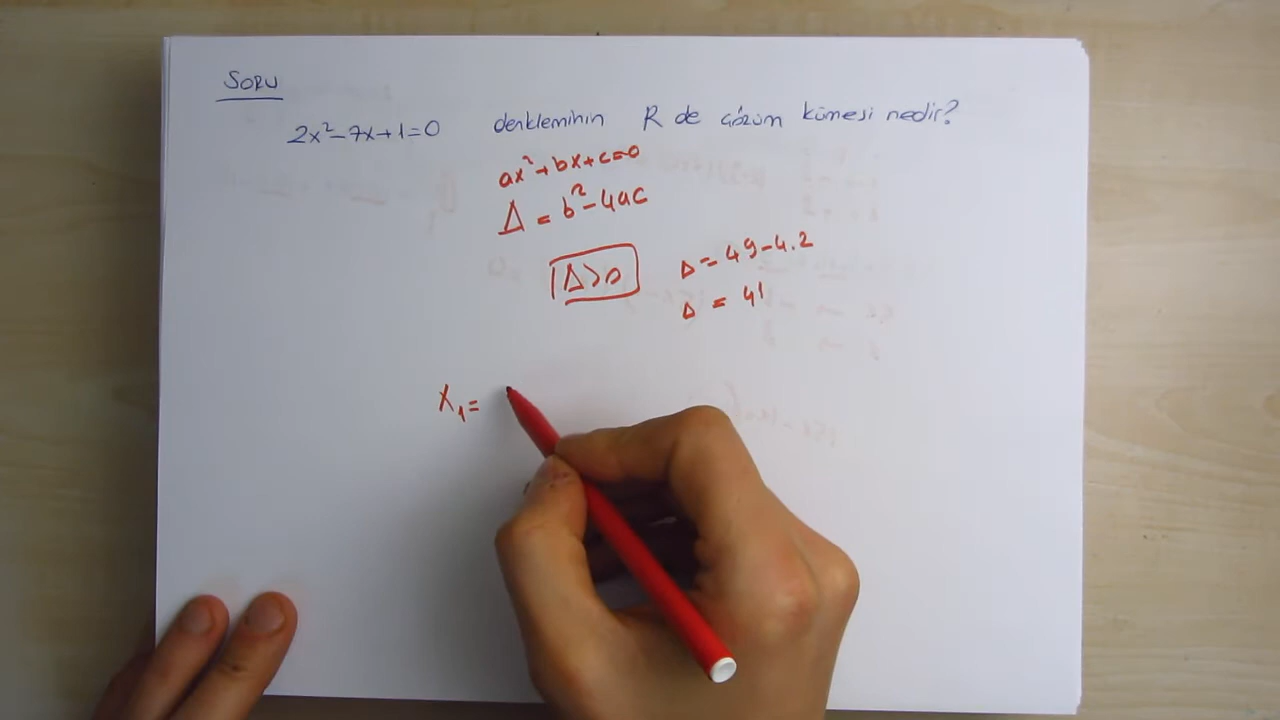 SORU
2x²-7x+1=0 denkleminin R de çözüm kümesi nedir?
ax²+bx+c=0
Δ = b²-4ac
Δ>0
Δ = 49-4.2
Δ = 41
X₁=